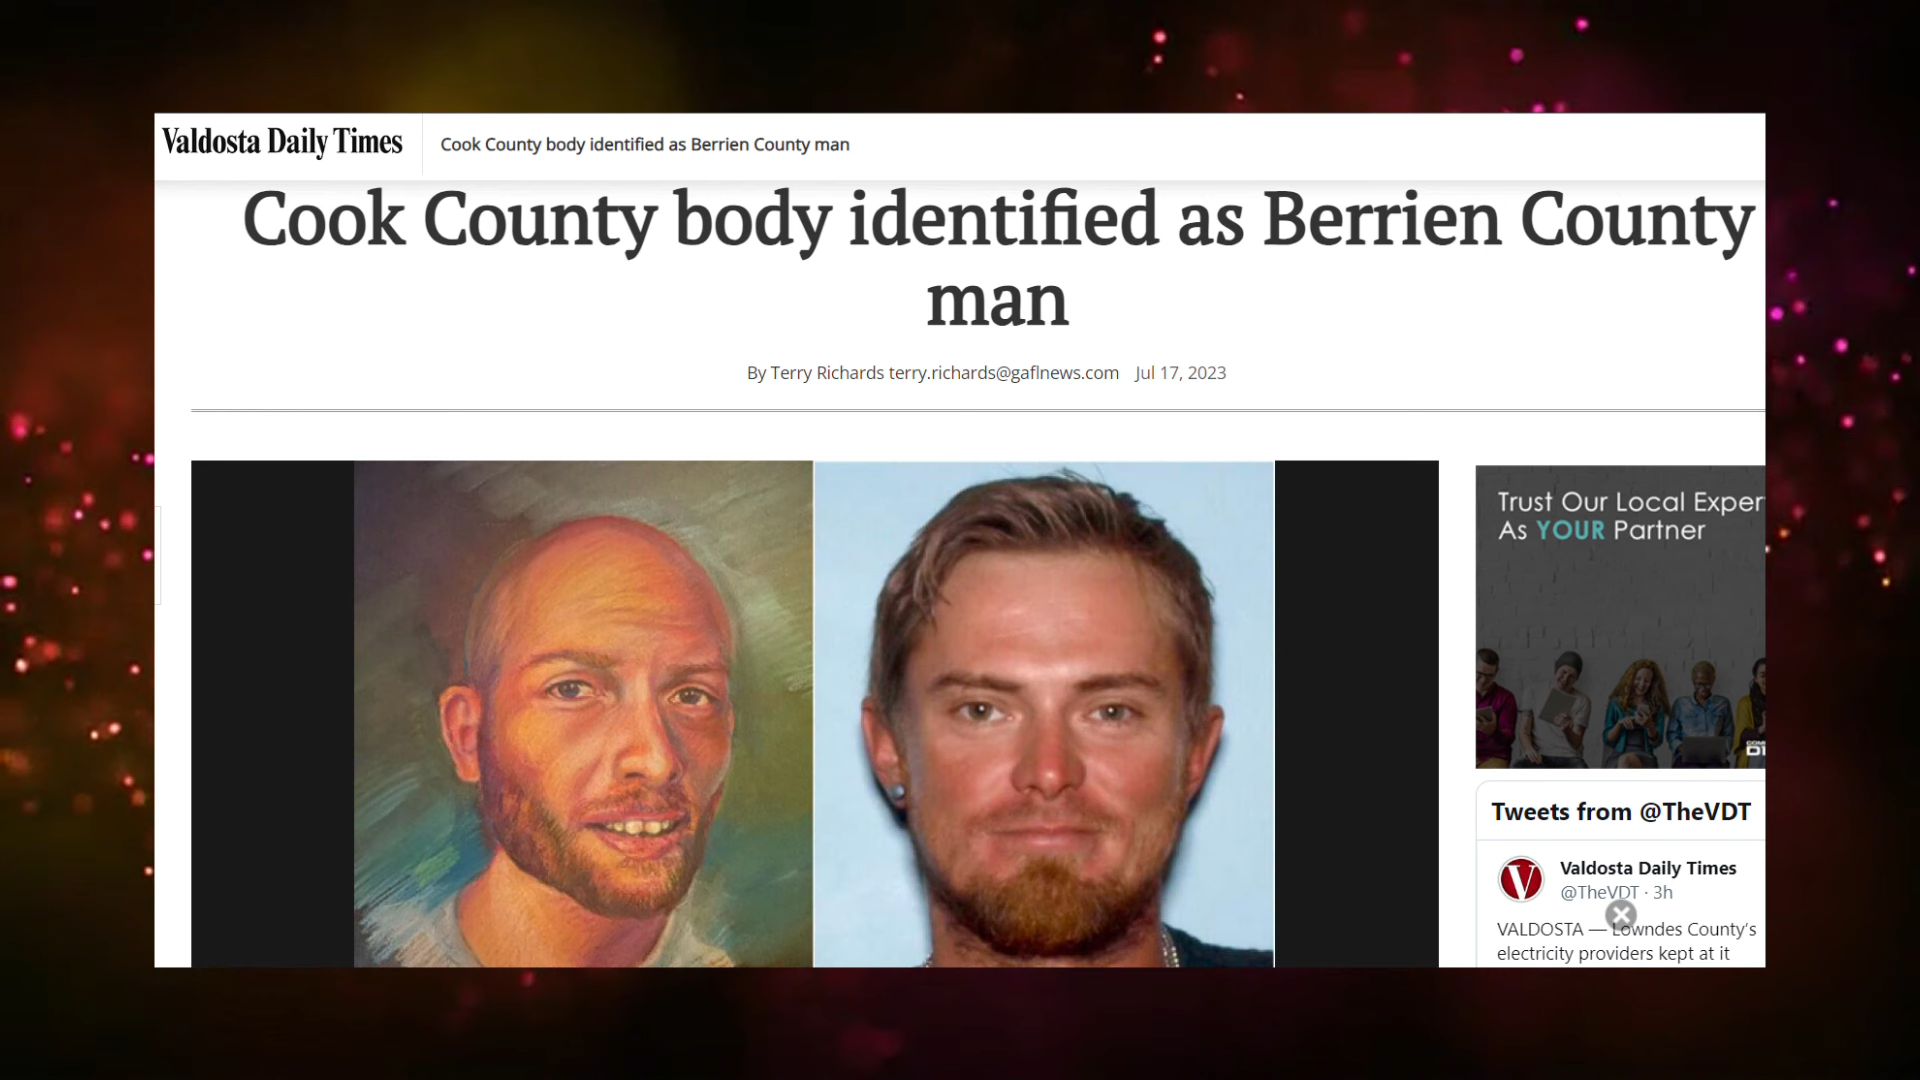 Valdosta Daily Times
Cook County body identified as Berrien County man
Cook County body identified as Berrien County
man
By Terry Richards terry.richards@gaflnews.com Jul 17, 2023
Trust Our Local Exper
As YOUR Partner
Tweets from @TheVDT
V
Valdosta Daily Times
@TheVDT · 3h
VALDOSTA — Lowndes County's
electricity providers kept at it